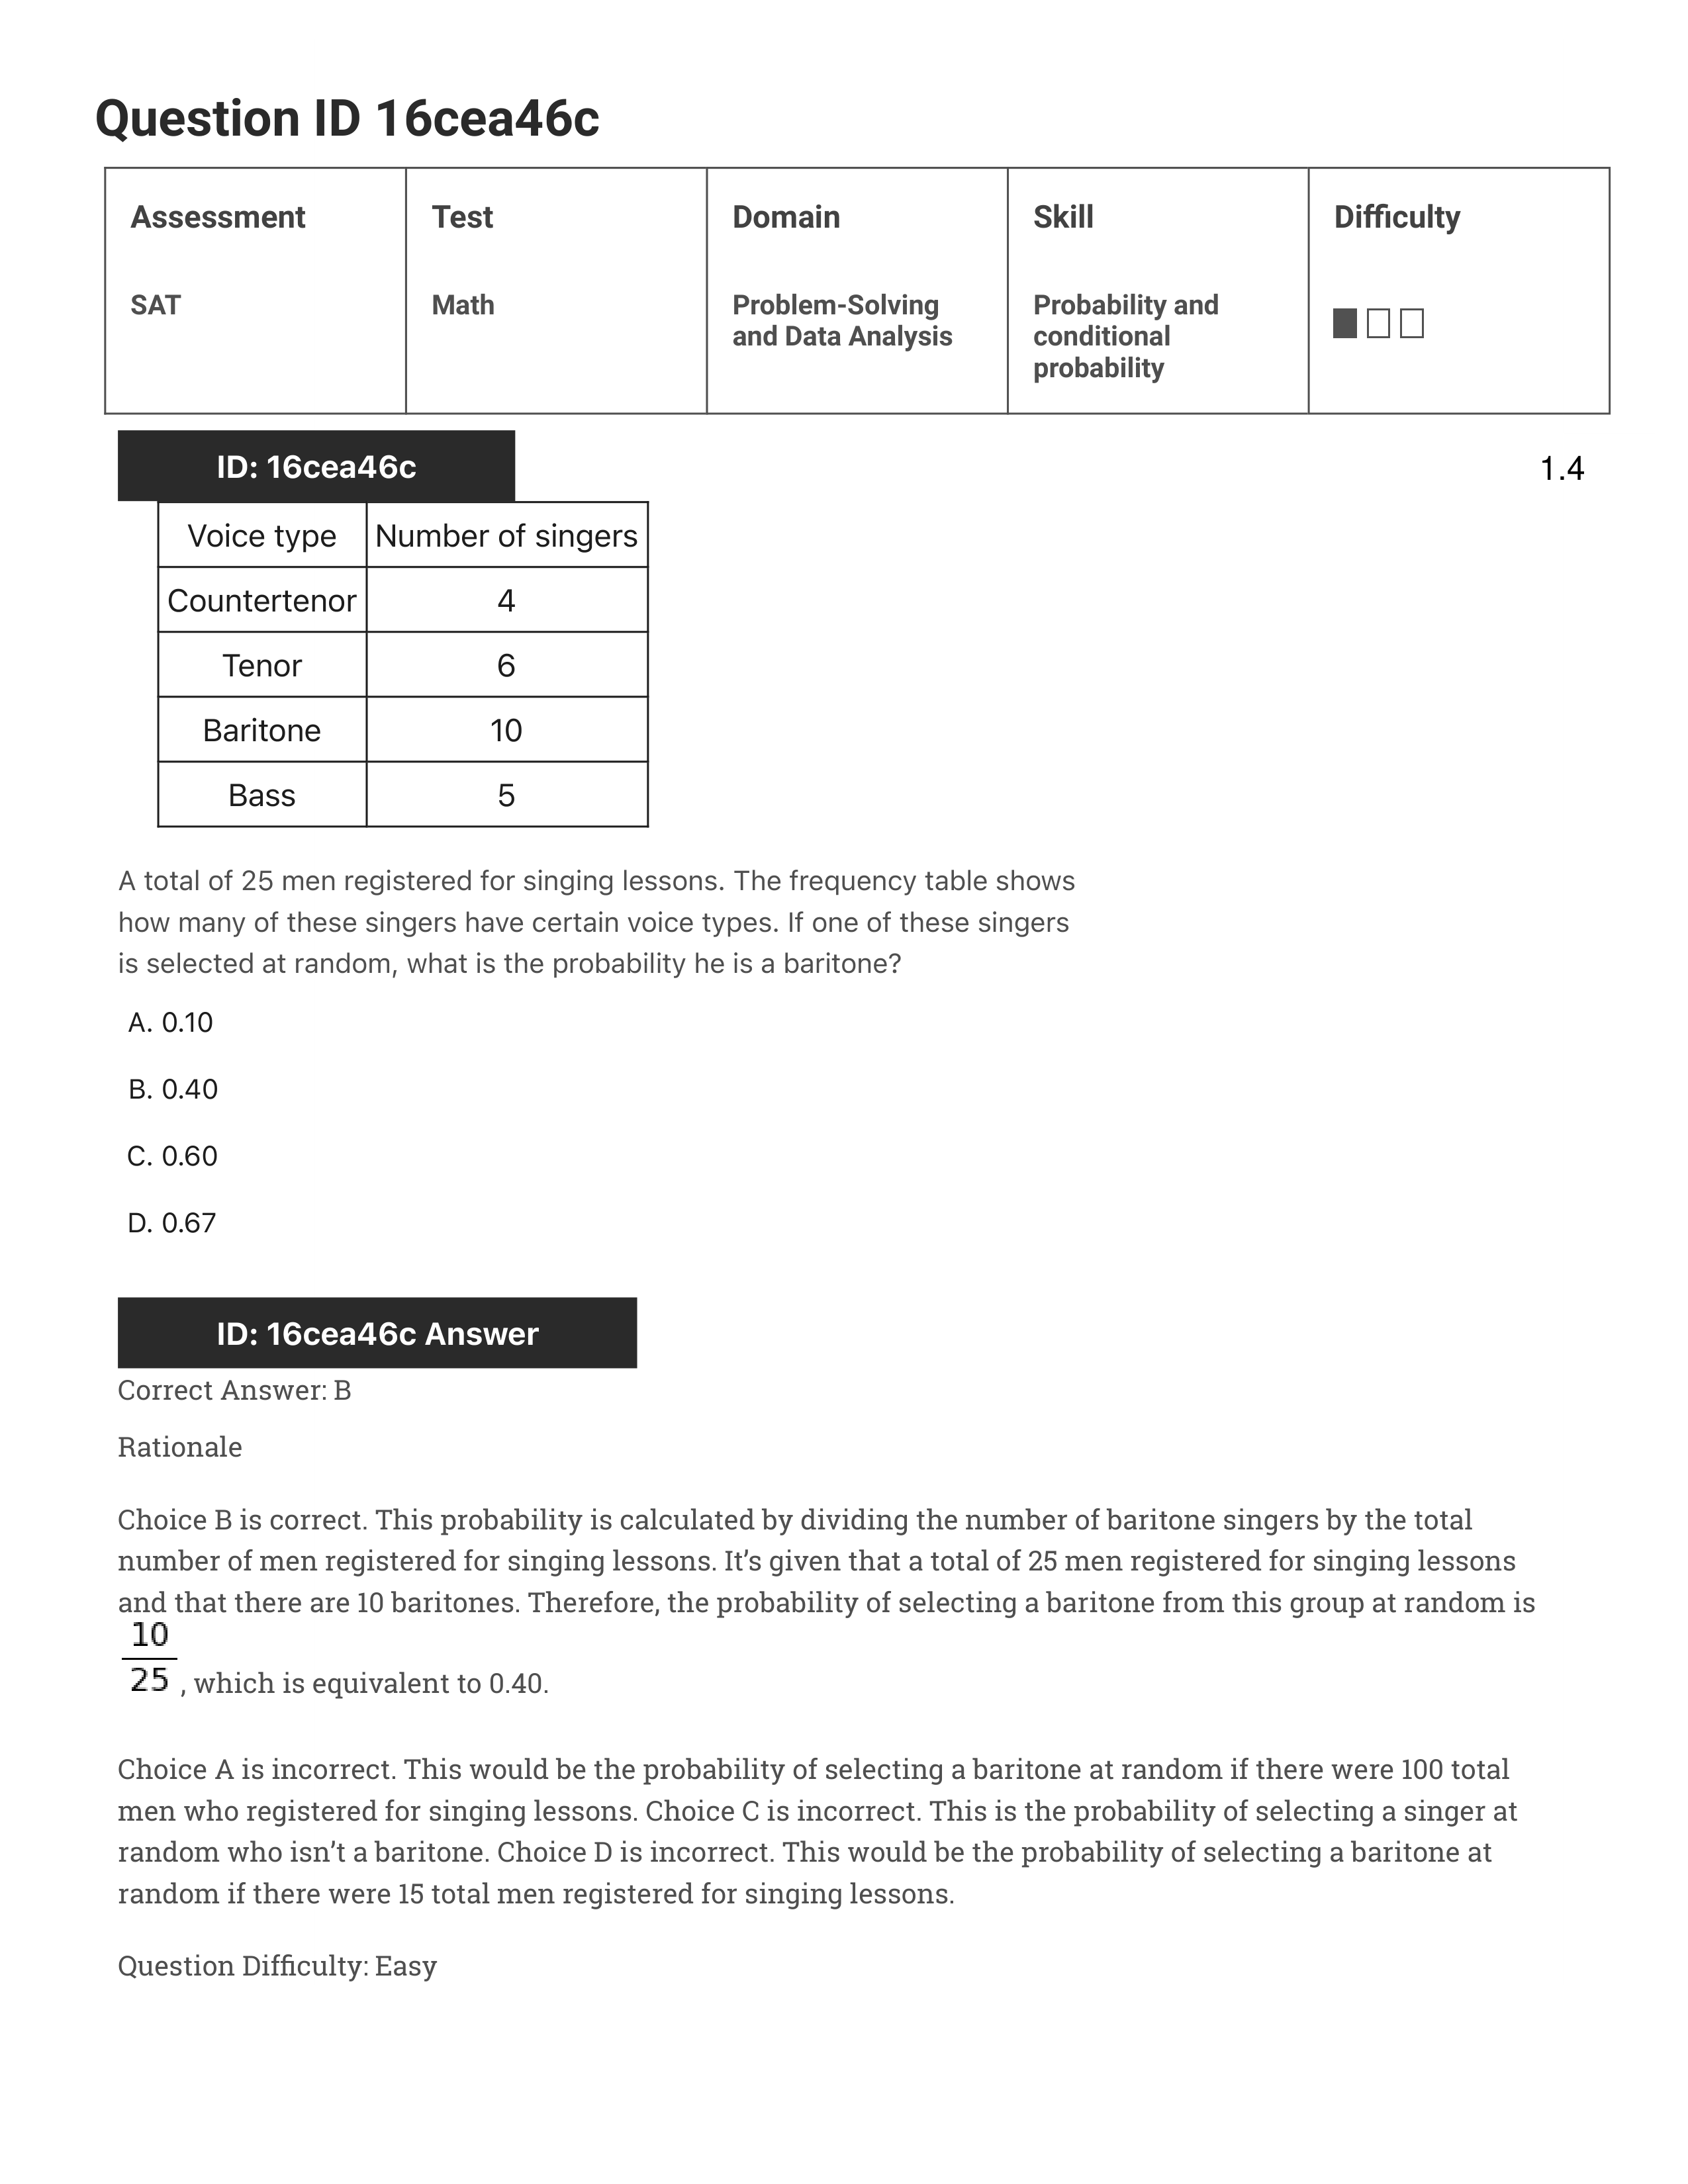 Question ID 16cea46c
Assessment Test Domain Skill Difficulty
SAT Math Problem-Solving and Data Analysis Probability and conditional probability
ID: 16cea46c
1.4
Voice type Number of singers
Countertenor 4
Tenor 6
Baritone 10
Bass 5
A total of 25 men registered for singing lessons. The frequency table shows
how many of these singers have certain voice types. If one of these singers
is selected at random, what is the probability he is a baritone?
A. 0.10
B. 0.40
C. 0.60
D. 0.67
ID: 16cea46c Answer
Correct Answer: B
Rationale
Choice B is correct. This probability is calculated by dividing the number of baritone singers by the total
number of men registered for singing lessons. It’s given that a total of 25 men registered for singing lessons
and that there are 10 baritones. Therefore, the probability of selecting a baritone from this group at random is
10
25 , which is equivalent to 0.40.
Choice A is incorrect. This would be the probability of selecting a baritone at random if there were 100 total
men who registered for singing lessons. Choice C is incorrect. This is the probability of selecting a singer at
random who isn’t a baritone. Choice D is incorrect. This would be the probability of selecting a baritone at
random if there were 15 total men registered for singing lessons.
Question Difficulty: Easy